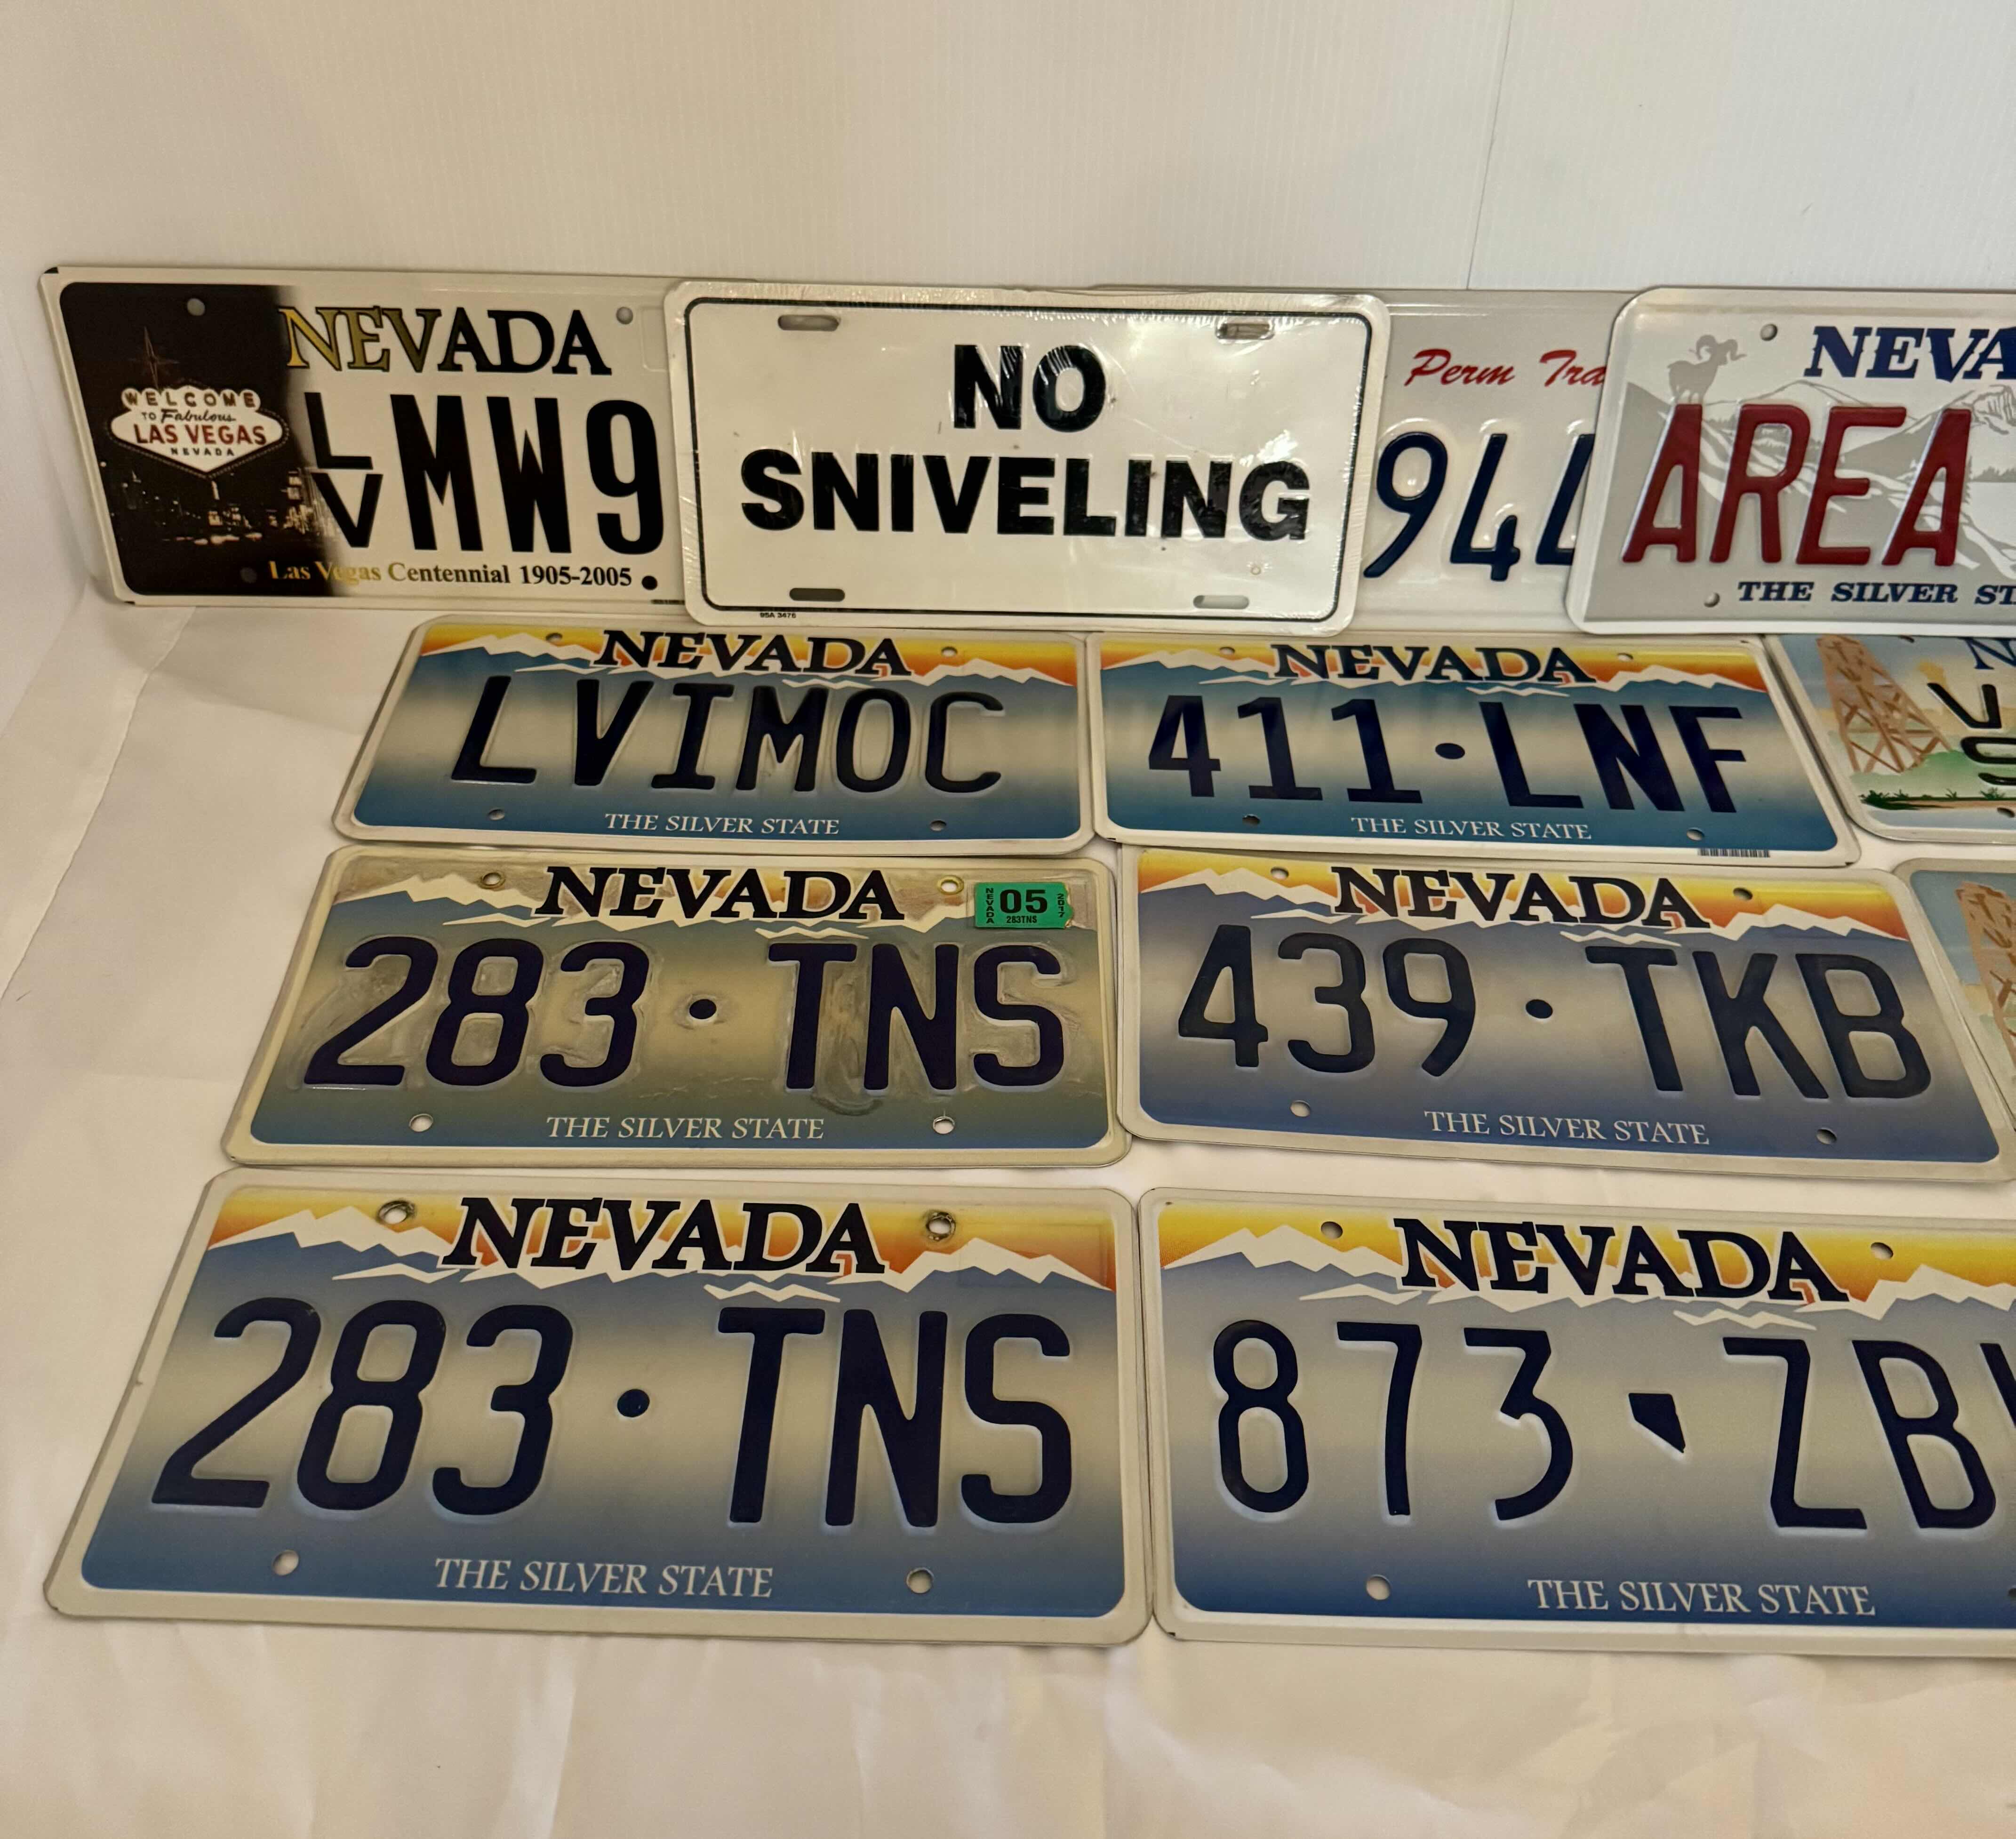 NEVADA
WELCOME
TO Fabulous
LAS VEGAS
NEVADA
LV MW9
Las Vegas Centennial 1905-2005
NO
SNIVELING
Perm
94
NEVA
AREA
THE SILVER ST
NEVADA
LVIMOC
THE SILVER STATE
NEVADA
411·LNF
THE SILVER STATE
N
V
S
NEVADA
NEVADA 05 2017
283TNS
283·TNS
THE SILVER STATE
NEVADA
439·TKB
THE SILVER STATE
NEVADA
283·TNS
THE SILVER STATE
NEVADA
873 ZB
THE SILVER STATE